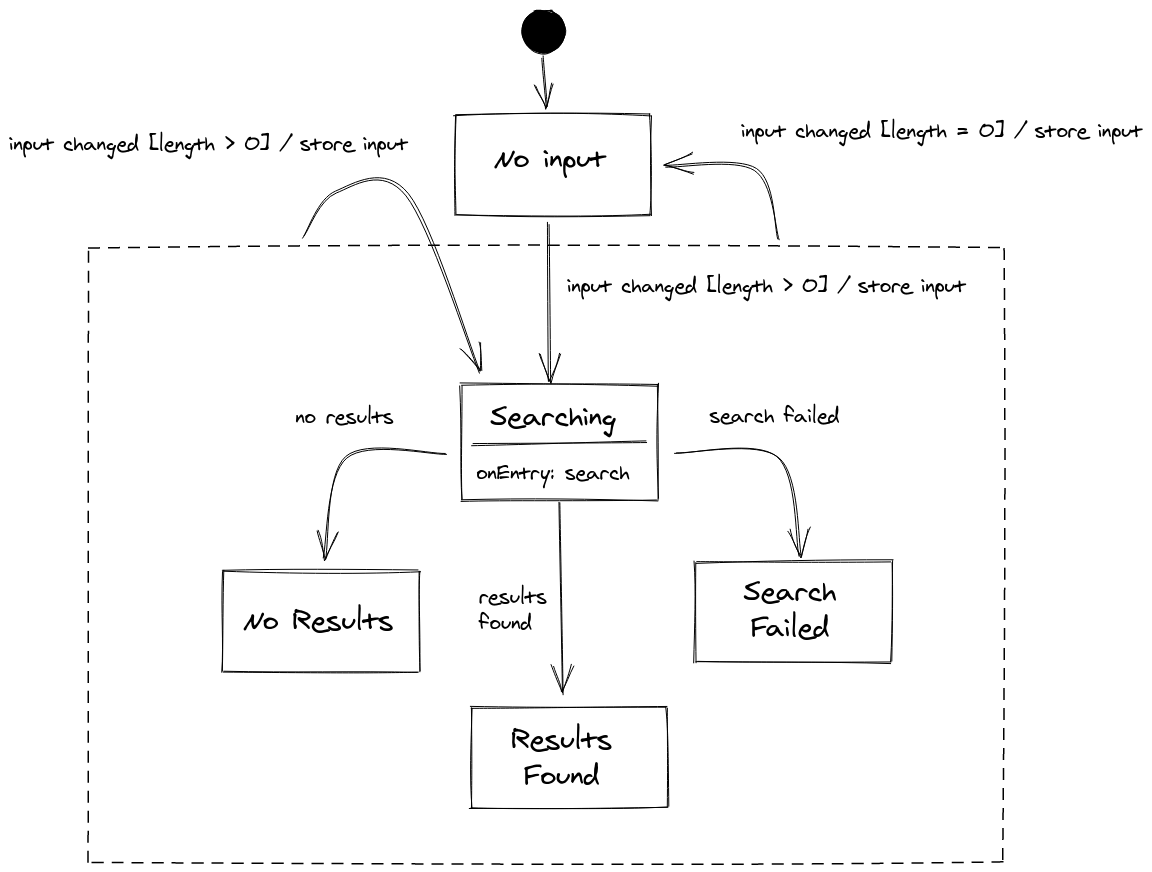 input changed [length > 0] / store input
No input
input changed [length = 0] / store input
input changed [length > 0] / store input
Searching
onEntry: search
no results
search failed
No Results
results
found
Search
Failed
Results
Found